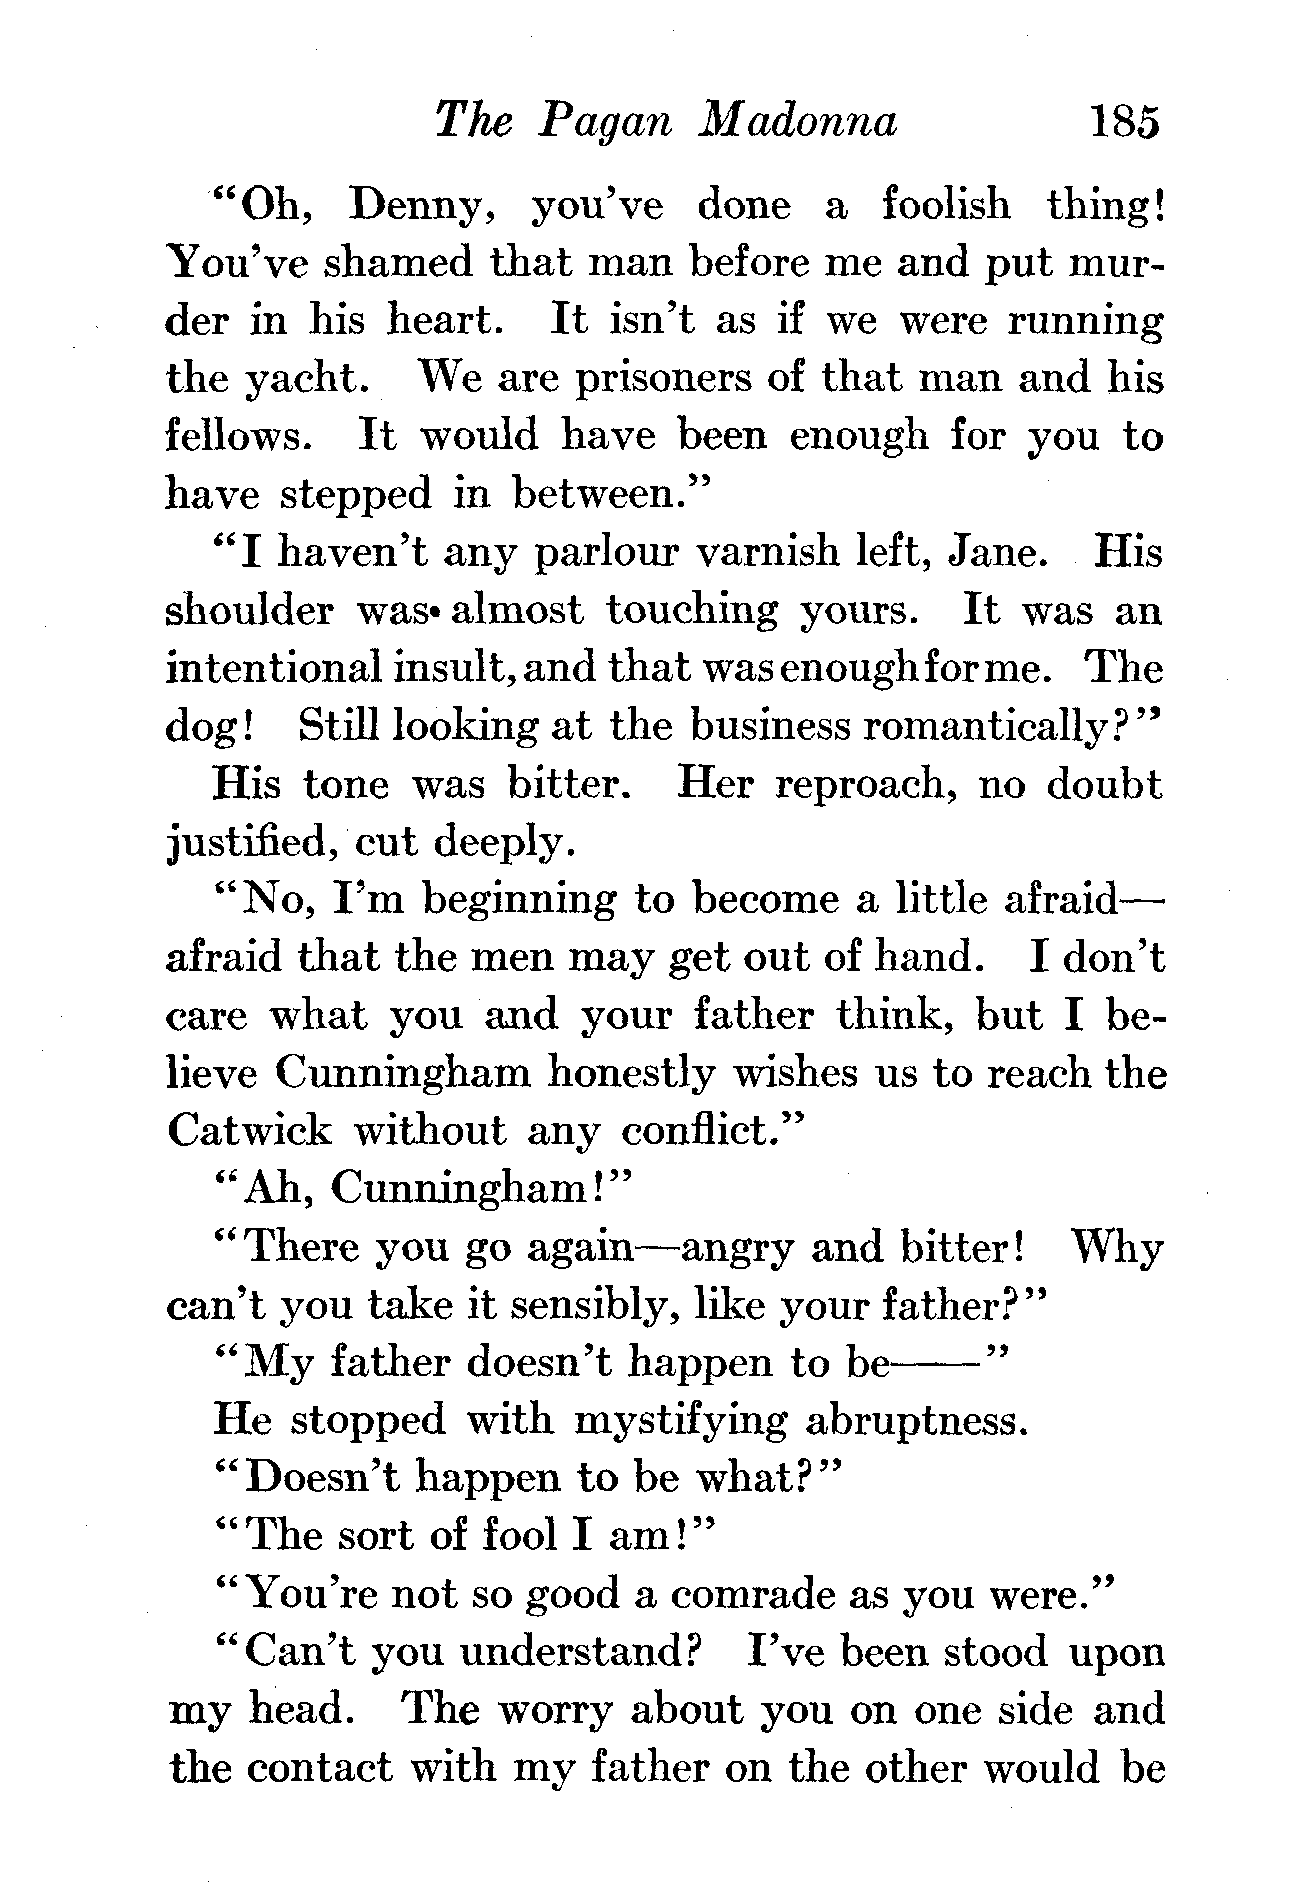 The Pagan Madonna 185
“Oh, Denny, you’ve done a foolish thing!
You’ve shamed that man before me and put mur-
der in his heart. It isn’t as if we were running
the yacht. We are prisoners of that man and his
fellows. It would have been enough for you to
have stepped in between.”
“I haven’t any parlour varnish left, Jane. His
shoulder was almost touching yours. It was an
intentional insult, and that was enough for me. The
dog! Still looking at the business romantically?”
His tone was bitter. Her reproach, no doubt
justified, cut deeply.
“No, I’m beginning to become a little afraid—
afraid that the men may get out of hand. I don’t
care what you and your father think, but I be-
lieve Cunningham honestly wishes us to reach the
Catwick without any conflict.”
“Ah, Cunningham!”
“There you go again—angry and bitter! Why
can’t you take it sensibly, like your father?”
“My father doesn’t happen to be——”
He stopped with mystifying abruptness.
“Doesn’t happen to be what?”
“The sort of fool I am!”
“You’re not so good a comrade as you were.”
“Can’t you understand? I’ve been stood upon
my head. The worry about you on one side and
the contact with my father on the other would be